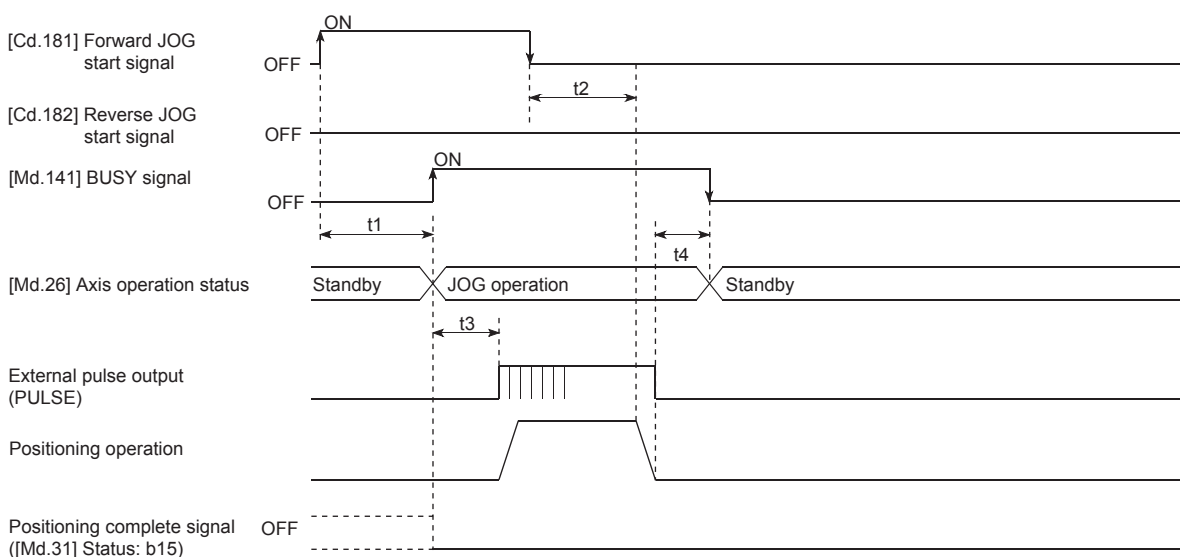 ON
[Cd.181] Forward JOG
start signal
OFF
t2
[Cd.182] Reverse JOG
start signal
OFF
ON
[Md.141] BUSY signal
OFF
t1
t4
[Md.26] Axis operation status
Standby
JOG operation
Standby
t3
External pulse output
(PULSE)
Positioning operation
Positioning complete signal
([Md.31] Status: b15)
OFF